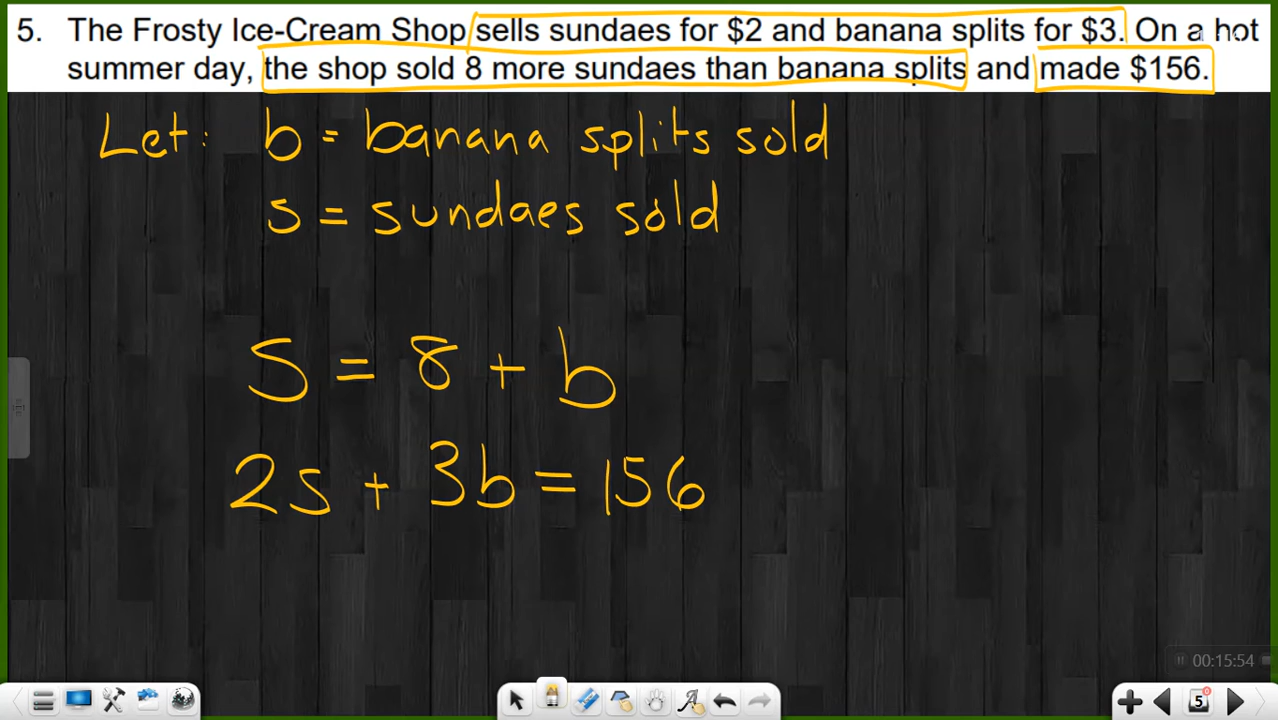 5. The Frosty Ice-Cream Shop sells sundaes for $2 and banana splits for $3. On a hot
summer day, the shop sold 8 more sundaes than banana splits and made $156.
Let: b = banana splits sold
s = sundaes sold
S = 8 + b
2s + 3b = 156
00:15:54
5
0